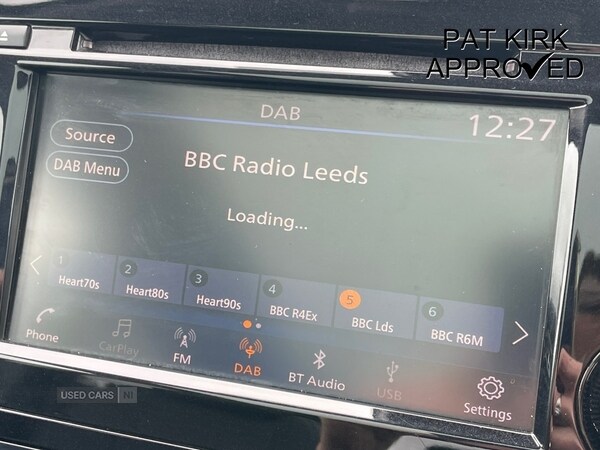 PAT KIRK
APPROVED
DAB
12:27
Source
DAB Menu
BBC Radio Leeds
Loading...
1
Heart70s
2
Heart80s
3
Heart90s
4
BBC R4Ex
5
BBC Lds
6
BBC R6M
Phone
CarPlay
FM
DAB
BT Audio
USB
Settings
USED CARS NI